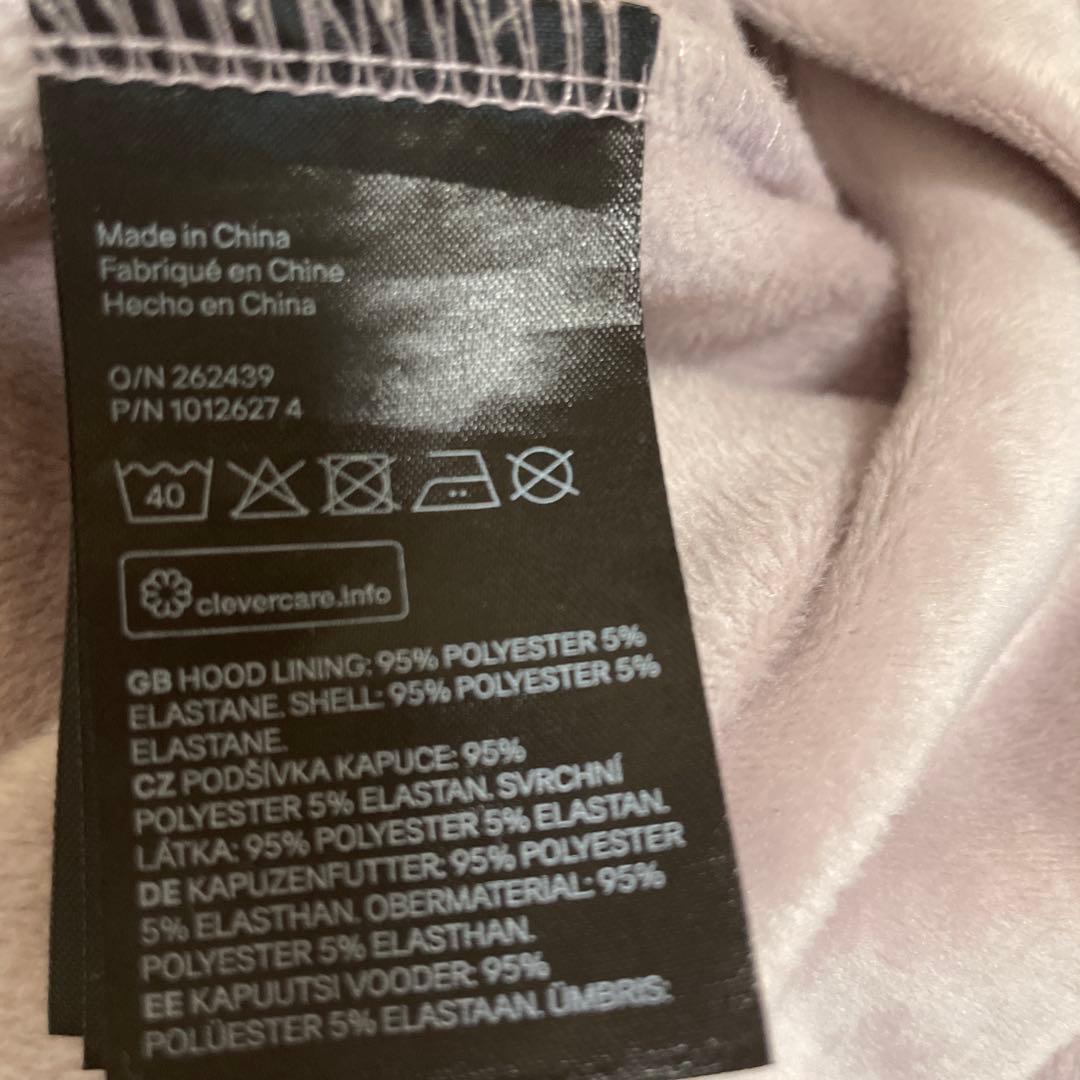 Made in China
Fabriqué en Chine
Hecho en China
O/N 262439
P/N 1012627 4
40
clevercare.info
GB HOOD LINING: 95% POLYESTER 5%
ELASTANE. SHELL: 95% POLYESTER 5%
ELASTANE.
CZ PODŠÍVKA KAPUCE: 95%
POLYESTER 5% ELASTAN. SVRCHNÍ
LÁTKA: 95% POLYESTER 5% ELASTAN.
DE KAPUZENFUTTER: 95% POLYESTER
5% ELASTHAN. OBERMATERIAL: 95%
POLYESTER 5% ELASTHAN.
EE KAPUUTSI VOODER: 95%
POLÜESTER 5% ELASTAAN. ÜMBRIS: